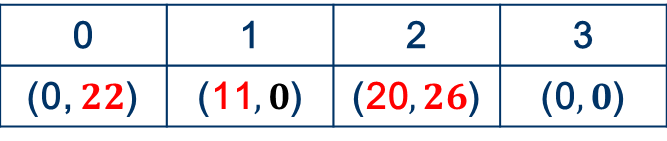 0 1 2 3
(0, 22) (11, 0) (20, 26) (0, 0)